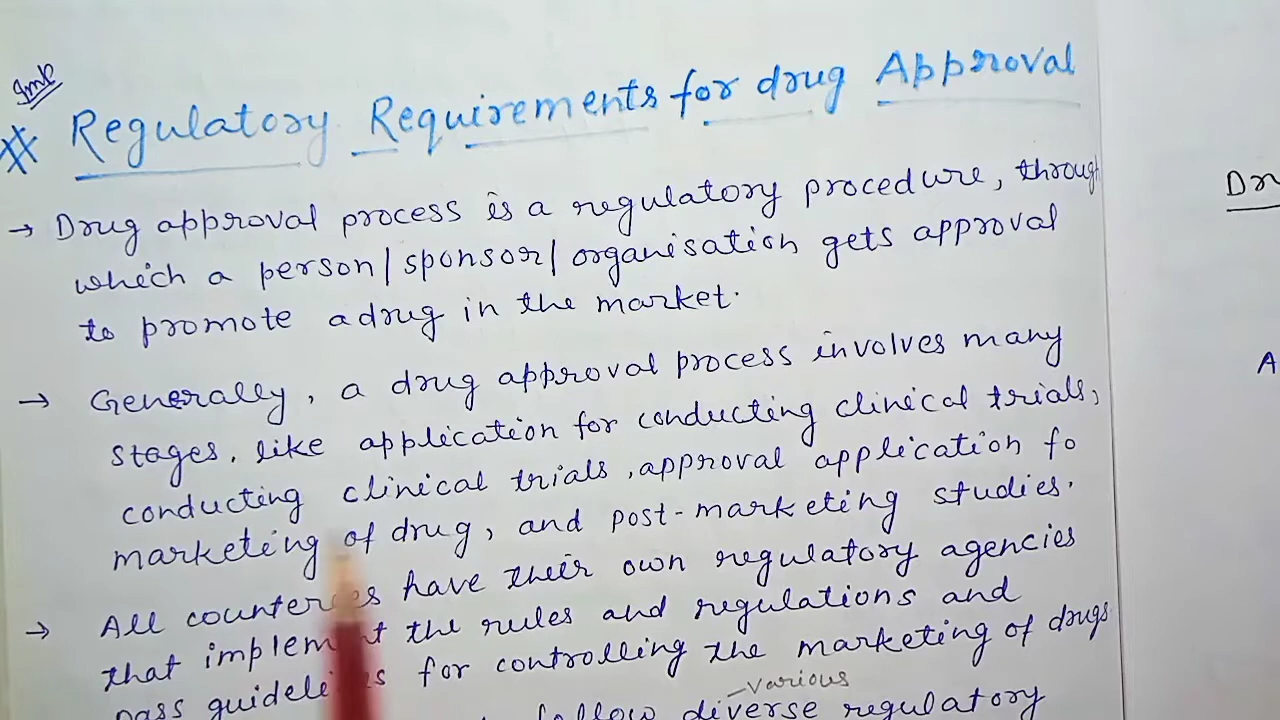 Imp
* Regulatory Requirements for drug Approval
→ Drug approval process is a regulatory procedure, through
which a person/sponsor/organisation gets approval
to promote a drug in the market.
→ Generally, a drug approval process involves many
stages, like application for conducting clinical trials,
conducting clinical trials, approval application fo
marketing of drug, and post-marketing studies.
→ All have their own regulatory agencies
that the rules and regulations and
pass for controlling the marketing of drugs
-various
follow diverse regulatory
Dr
A